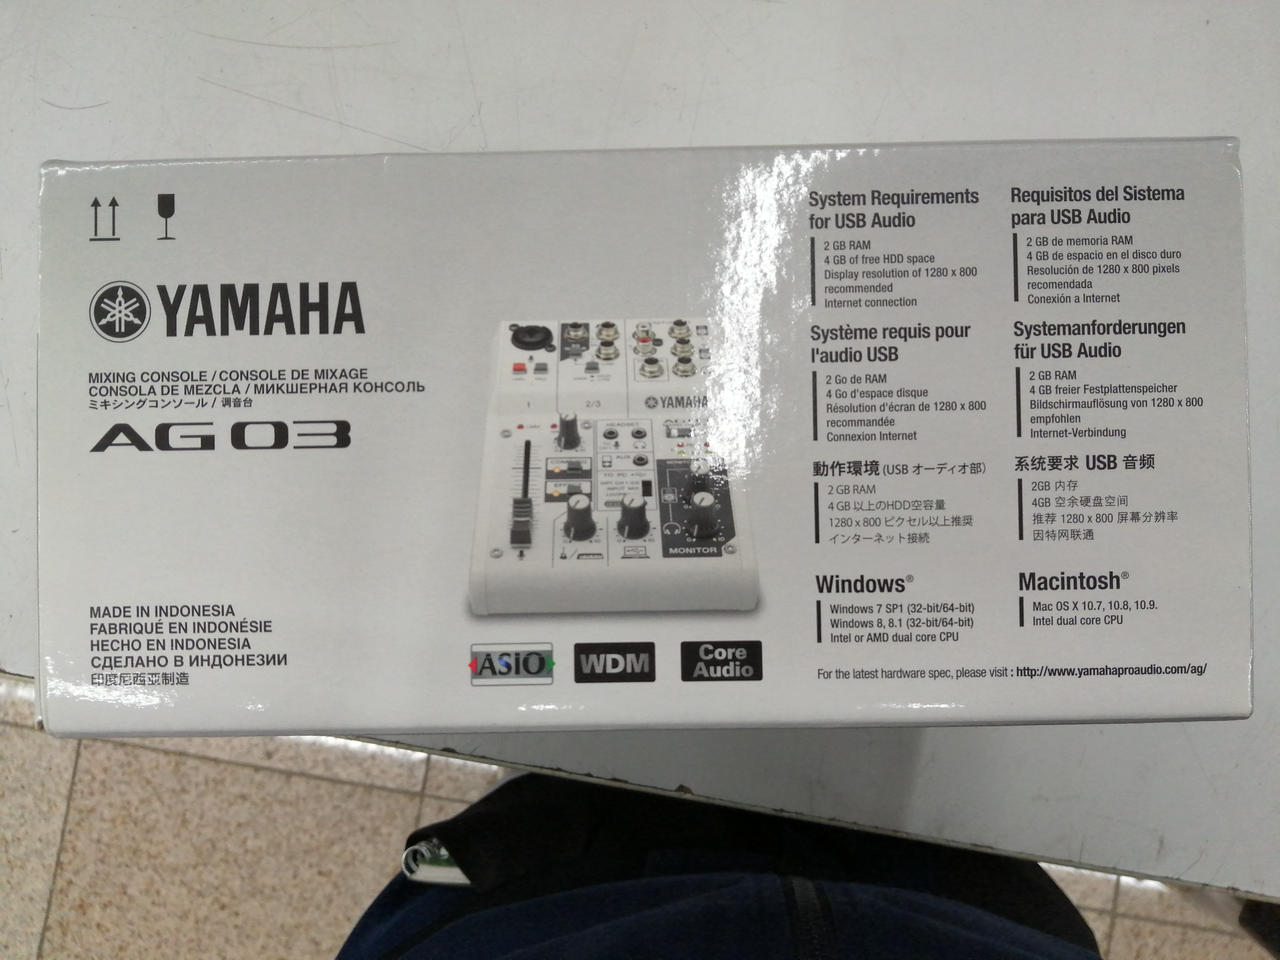 YAMAHA
MIXING CONSOLE / CONSOLE DE MIXAGE
CONSOLA DE MEZCLA / МИКШЕРНАЯ КОНСОЛЬ
ミキシングコンソール / 调音台
AG 03
MADE IN INDONESIA
FABRIQUÉ EN INDONÉSIE
HECHO EN INDONESIA
СДЕЛАНО В ИНДОНЕЗИИ
印度尼西亚制造
1
2/3
YAMAHA
HEADSET
AUX
MONITOR
ASIO
WDM
Core
Audio
System Requirements
for USB Audio
2 GB RAM
4 GB of free HDD space
Display resolution of 1280 x 800
recommended
Internet connection
Requisitos del Sistema
para USB Audio
2 GB de memoria RAM
4 GB de espacio en el disco duro
Resolución de 1280 x 800 pixels
recomendada
Conexión a Internet
Système requis pour
l'audio USB
2 Go de RAM
4 Go d'espace disque
Résolution d'écran de 1280 x 800
recommandée
Connexion Internet
Systemanforderungen
für USB Audio
2 GB RAM
4 GB freier Festplattenspeicher
Bildschirmauflösung von 1280 x 800
empfohlen
Internet-Verbindung
動作環境 (USB オーディオ部)
2 GB RAM
4 GB 以上のHDD空容量
1280 x 800 ピクセル以上推奨
インターネット接続
系统要求 USB 音频
2GB 内存
4GB 空余硬盘空间
推荐 1280 x 800 屏幕分辨率
因特网联通
Windows®
Windows 7 SP1 (32-bit/64-bit)
Windows 8, 8.1 (32-bit/64-bit)
Intel or AMD dual core CPU
Macintosh®
Mac OS X 10.7, 10.8, 10.9.
Intel dual core CPU
For the latest hardware spec, please visit : http://www.yamahaproaudio.com/ag/